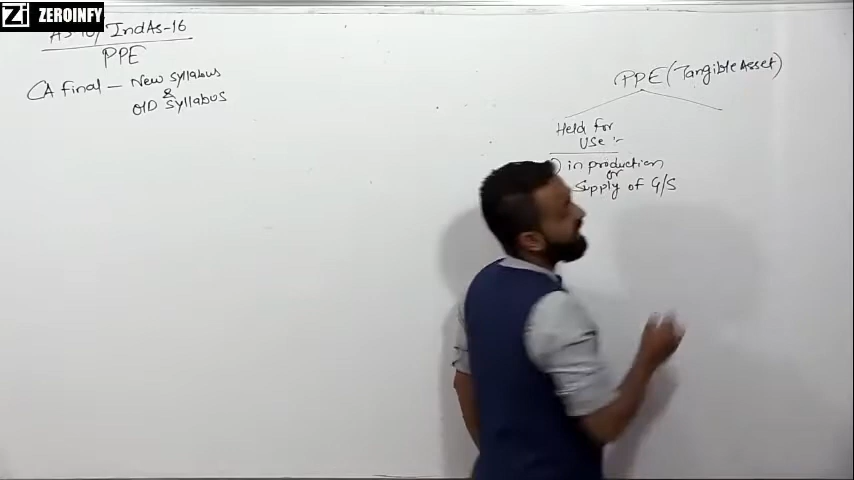 Zi ZEROINFY
AS-10/ IndAs-16
PPE
CA final - New syllabus
&
OlD syllabus
PPE (Tangible Asset)
Held for
Use :-
in production
or
Supply of G/S